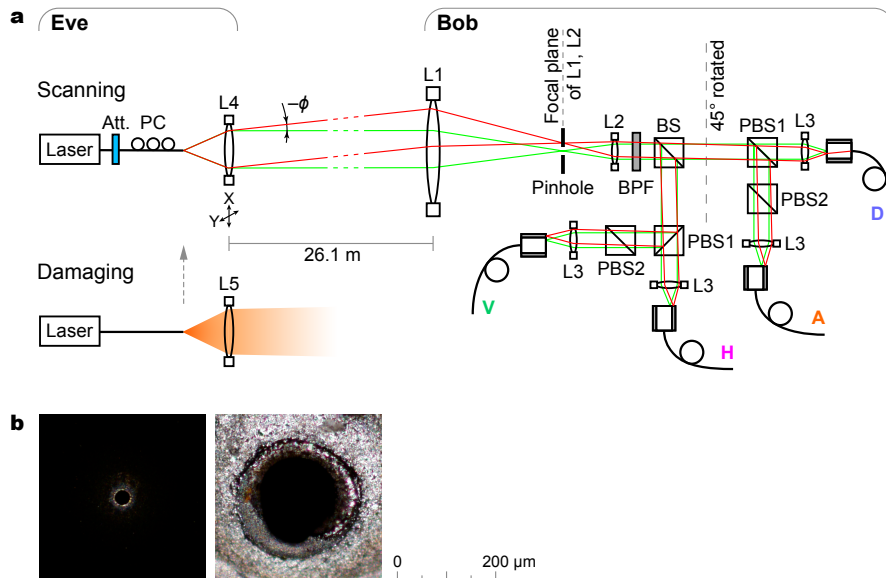 a
Eve
Bob
Scanning
Att.
PC
Laser
L4
−ϕ
X
Y
26.1 m
L1
Focal plane
of L1, L2
Pinhole
L2
BPF
BS
45° rotated
PBS1
L3
D
PBS2
L3
A
PBS1
PBS2
L3
V
L3
H
Damaging
Laser
L5
b
0
200 µm